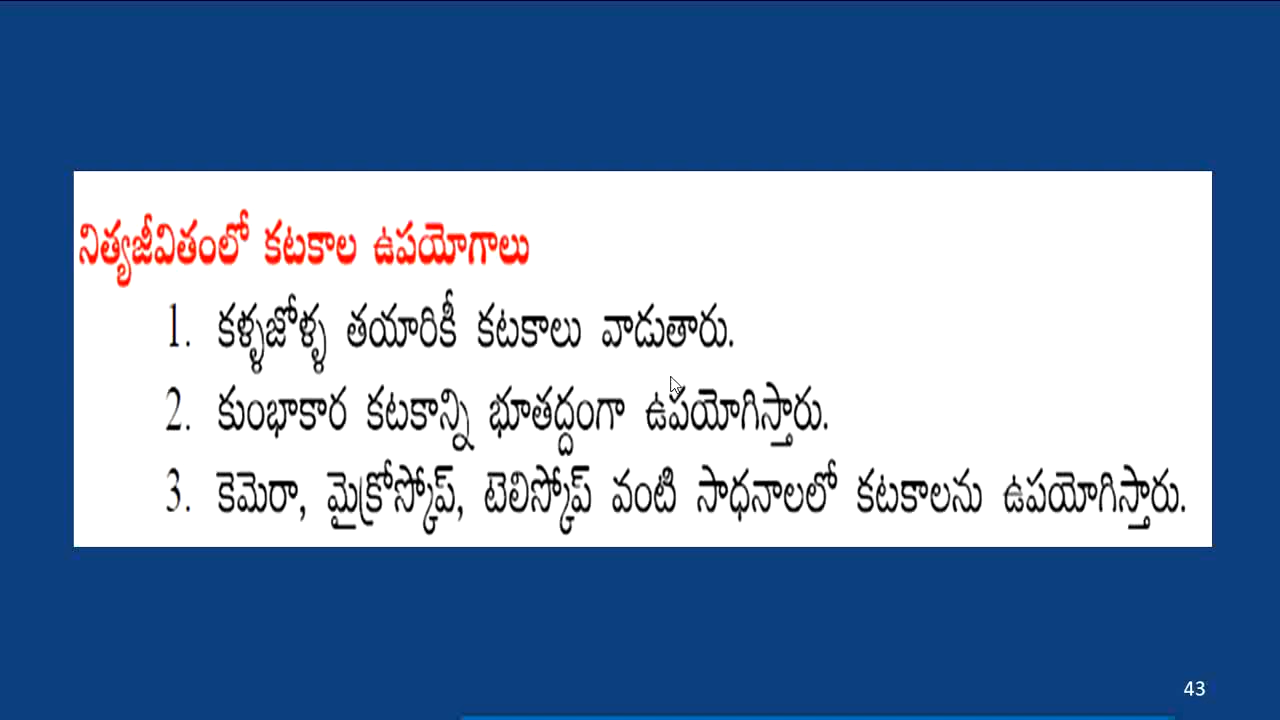 నిత్యజీవితంలో కటకాల ఉపయోగాలు
1. కళ్ళజోళ్ళ తయారికీ కటకాలు వాడుతారు.
2. కుంభాకార కటకాన్ని భూతద్దంగా ఉపయోగిస్తారు.
3. కెమెరా, మైక్రోస్కోప్, టెలిస్కోప్ వంటి సాధనాలలో కటకాలను ఉపయోగిస్తారు.
43